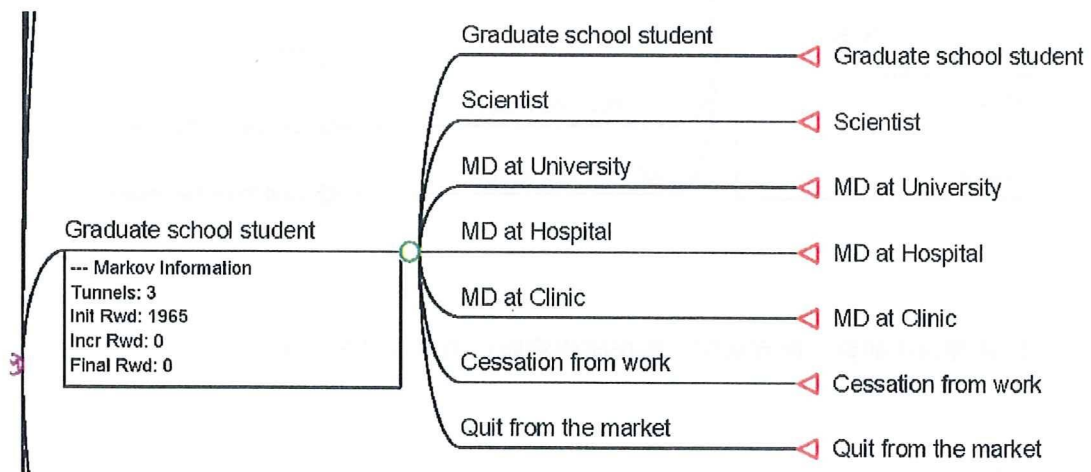 Graduate school student
Graduate school student
Scientist
Scientist
MD at University
MD at University
Graduate school student
MD at Hospital
MD at Hospital
--- Markov Information
Tunnels: 3
Init Rwd: 1965
Incr Rwd: 0
Final Rwd: 0
MD at Clinic
MD at Clinic
Cessation from work
Cessation from work
Quit from the market
Quit from the market